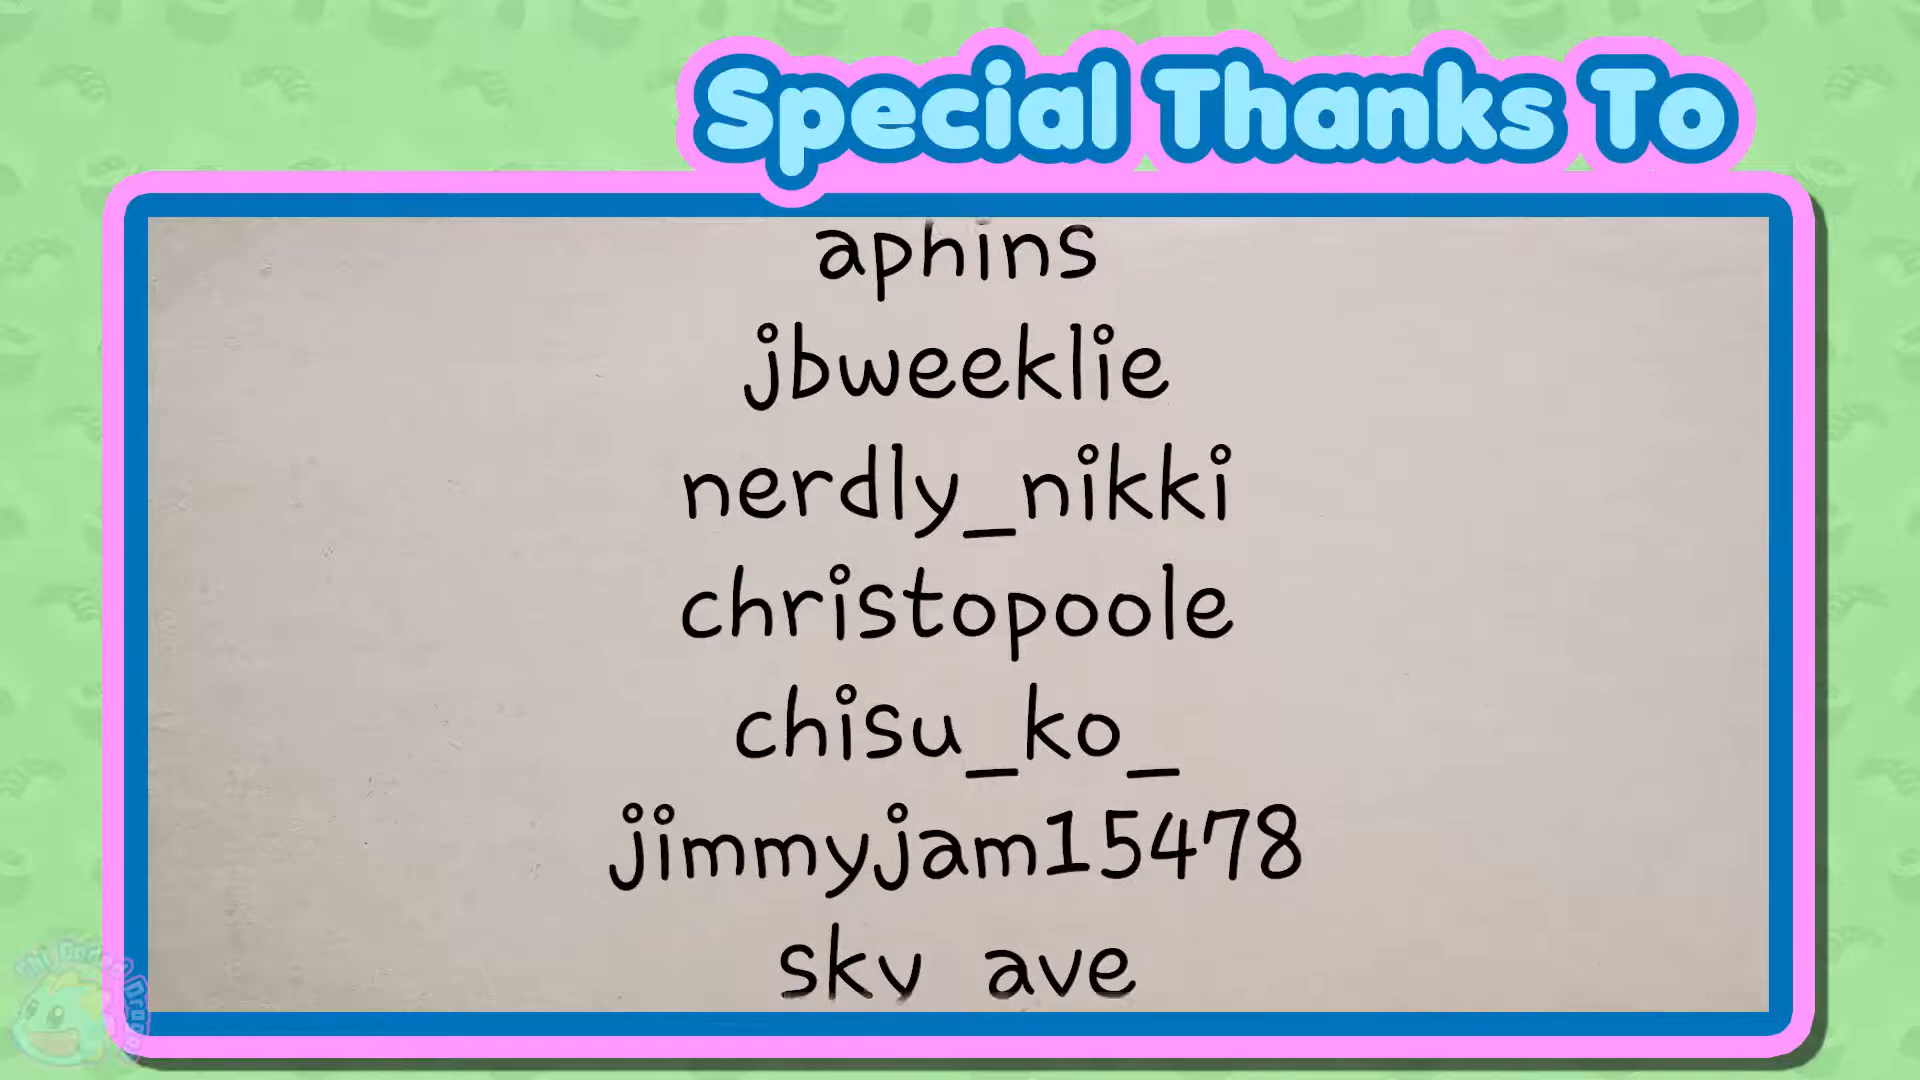 Special Thanks To
aphins
jbweeklie
nerdly_nikki
christopoole
chisu_ko_
jimmyjam15478